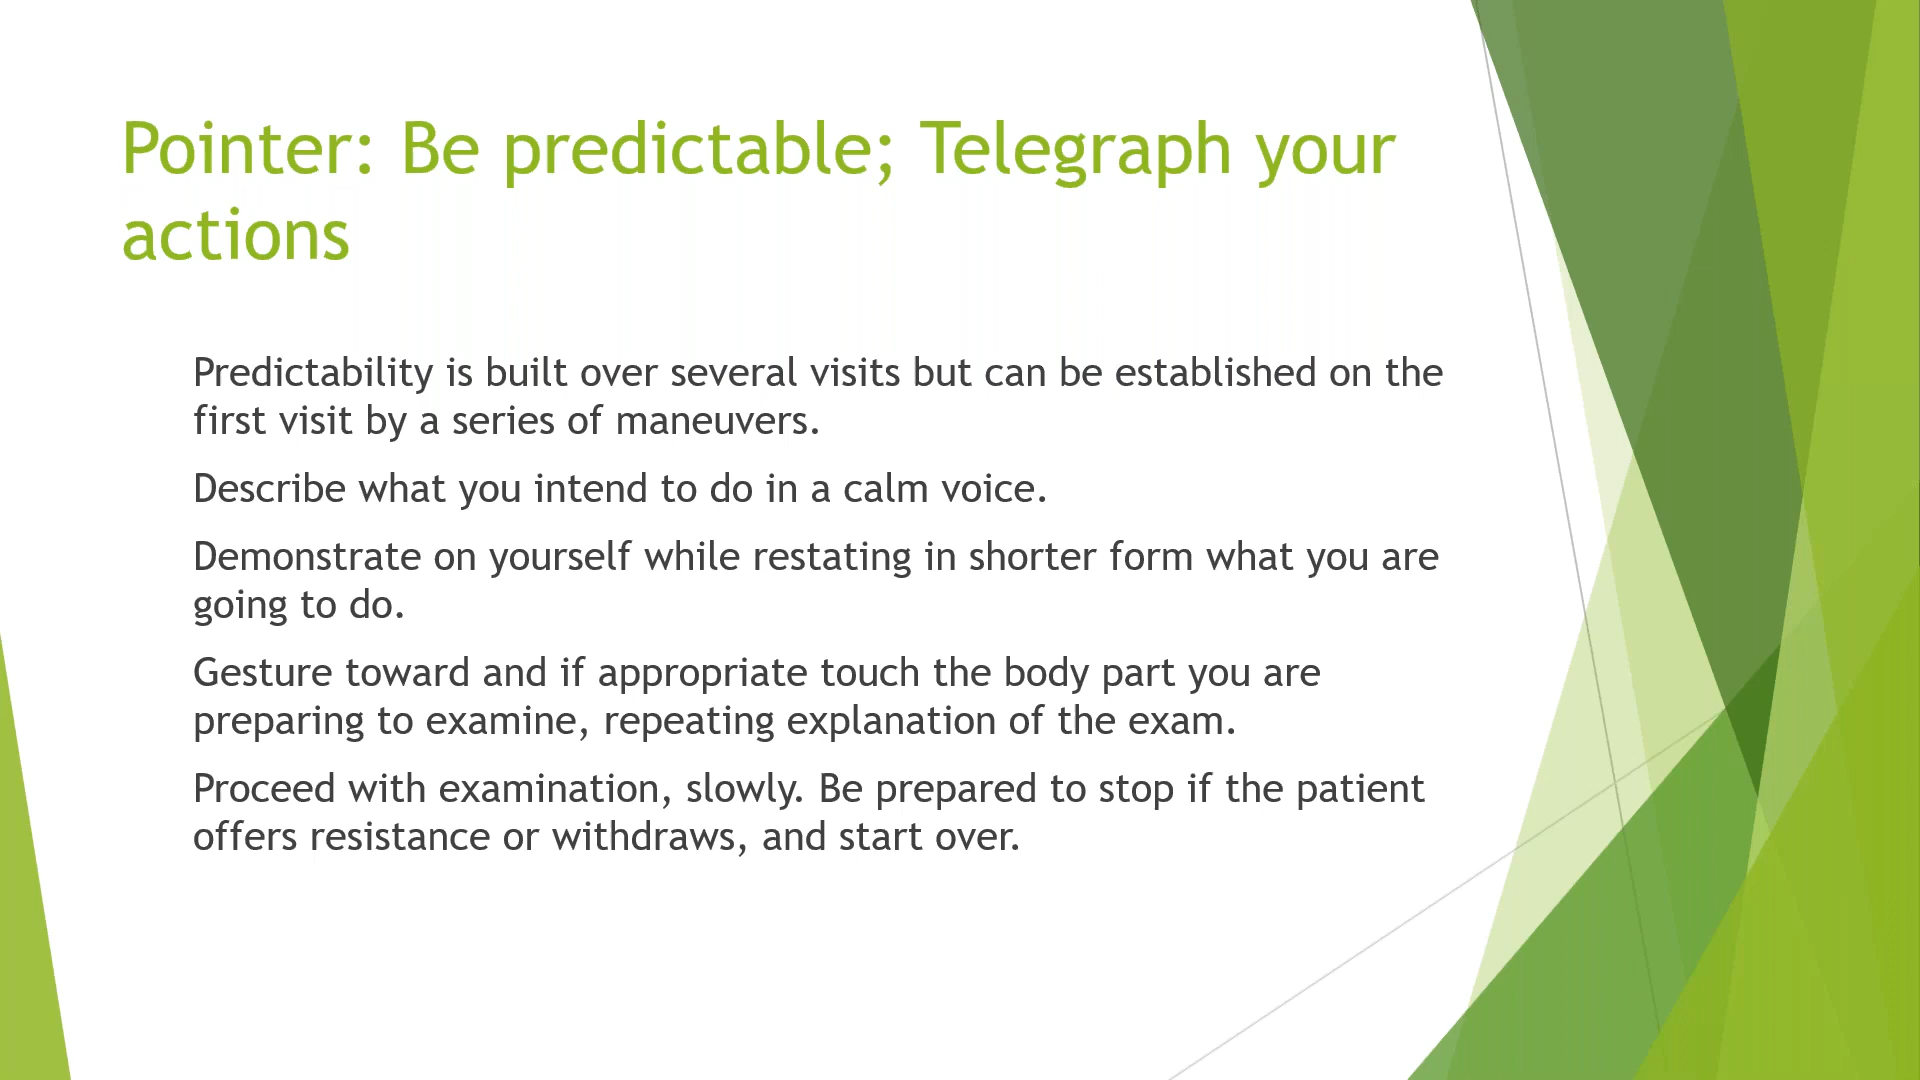 Pointer: Be predictable; Telegraph your
actions
Predictability is built over several visits but can be established on the
first visit by a series of maneuvers.
Describe what you intend to do in a calm voice.
Demonstrate on yourself while restating in shorter form what you are
going to do.
Gesture toward and if appropriate touch the body part you are
preparing to examine, repeating explanation of the exam.
Proceed with examination, slowly. Be prepared to stop if the patient
offers resistance or withdraws, and start over.